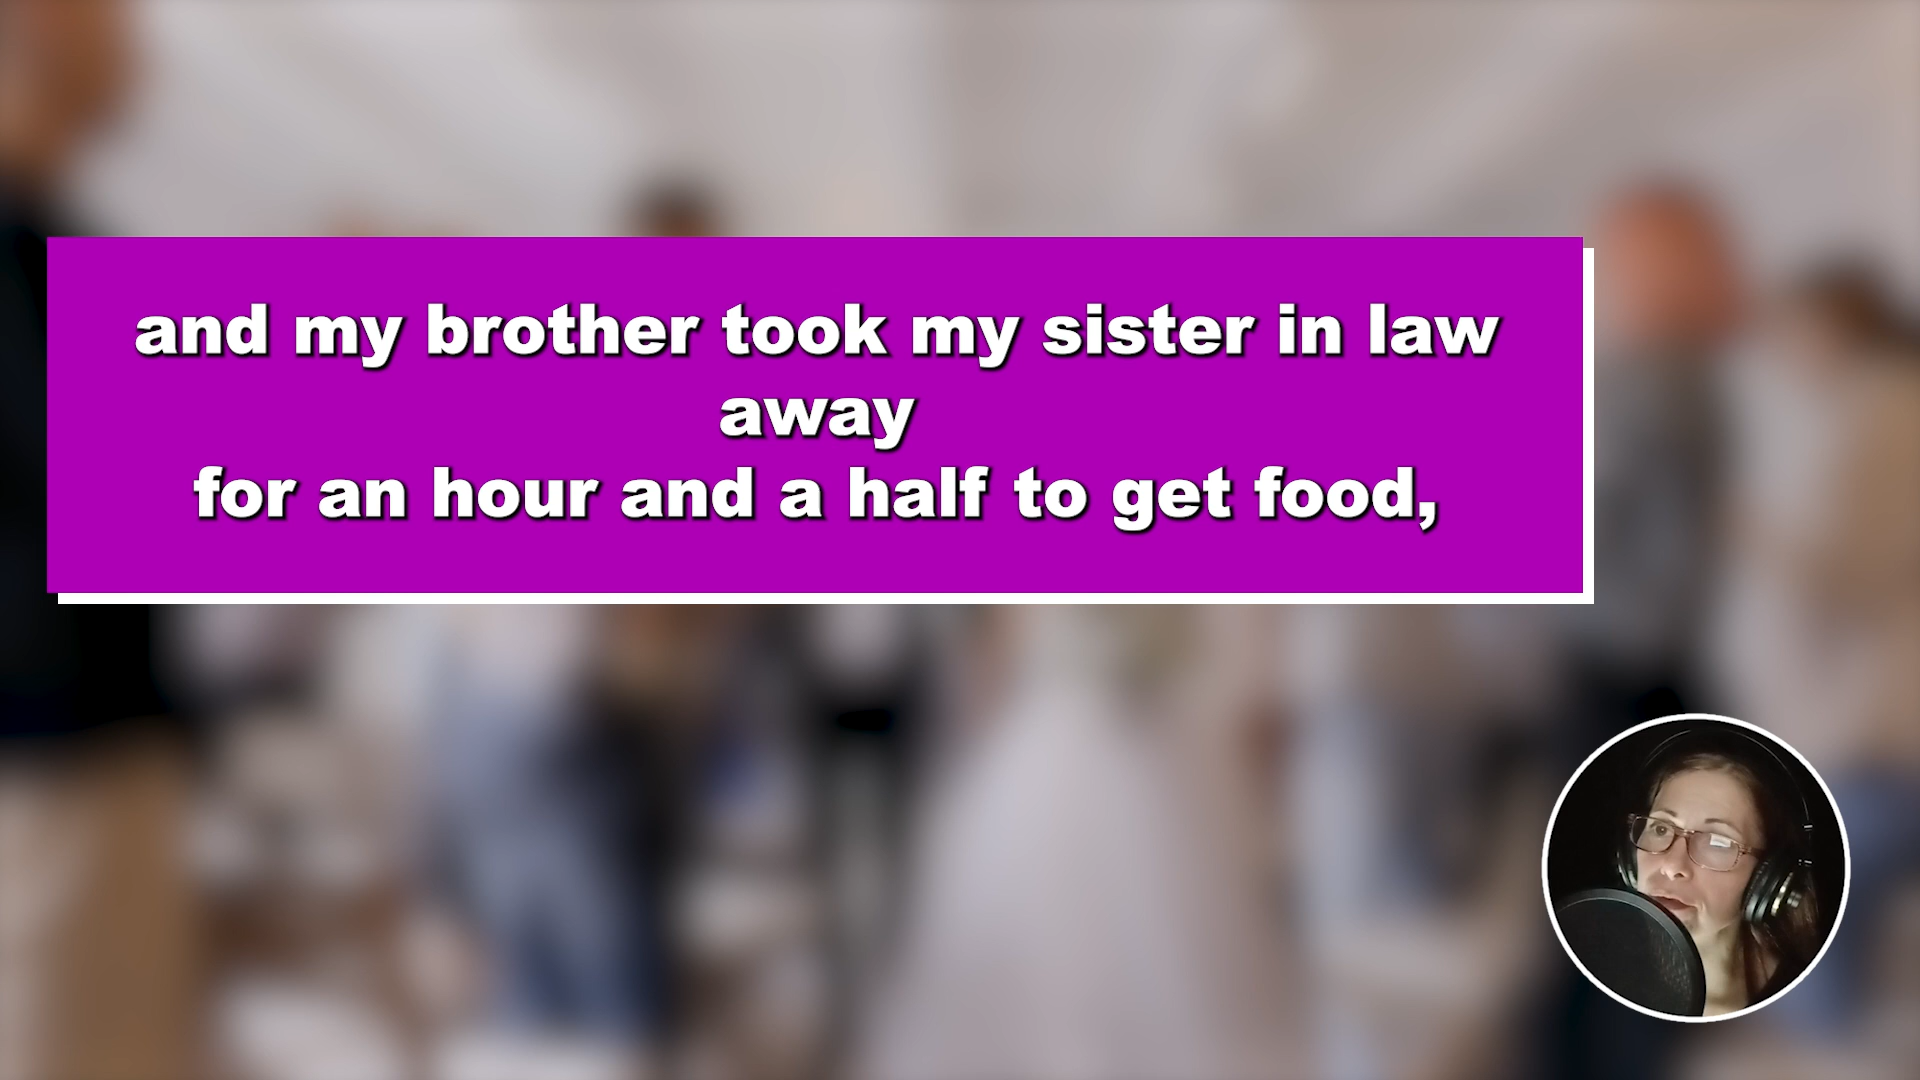 and my brother took my sister in law
away
for an hour and a half to get food,